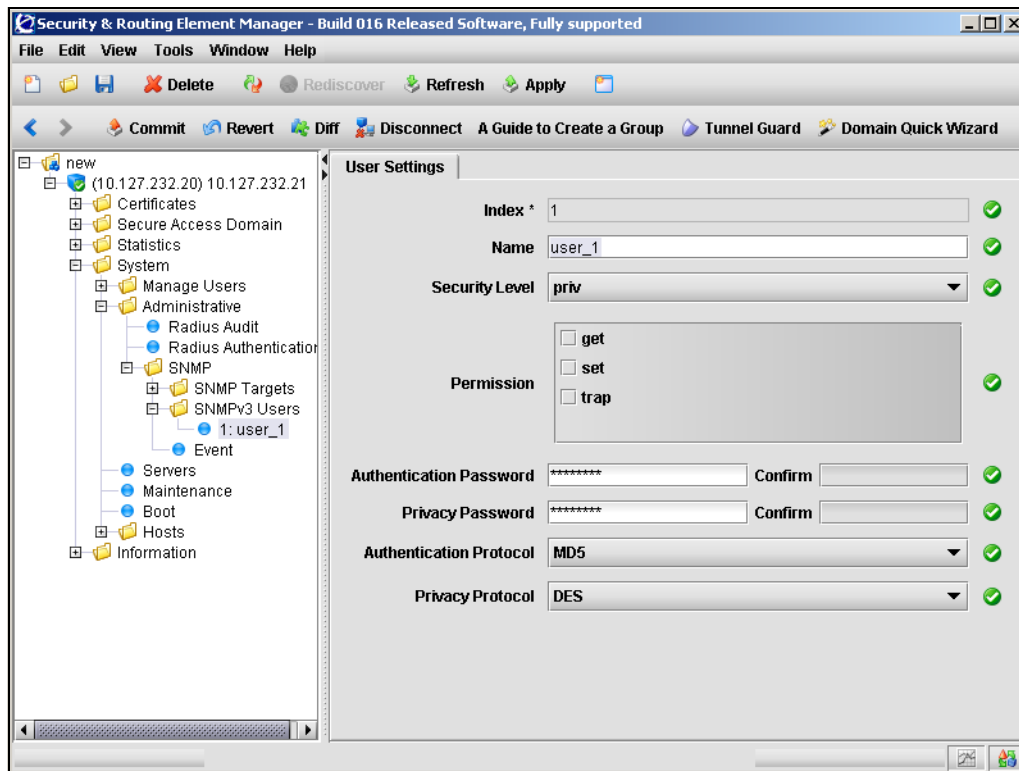 Security & Routing Element Manager - Build 016 Released Software, Fully supported
File Edit View Tools Window Help
Delete Rediscover Refresh Apply
Commit Revert Diff Disconnect A Guide to Create a Group Tunnel Guard Domain Quick Wizard
new
(10.127.232.20) 10.127.232.21
Certificates
Secure Access Domain
Statistics
System
Manage Users
Administrative
Radius Audit
Radius Authentication
SNMP
SNMP Targets
SNMPv3 Users
1: user_1
Event
Servers
Maintenance
Boot
Hosts
Information
User Settings
Index * 1
Name user_1
Security Level priv
Permission
get
set
trap
Authentication Password ******** Confirm
Privacy Password ******** Confirm
Authentication Protocol MD5
Privacy Protocol DES